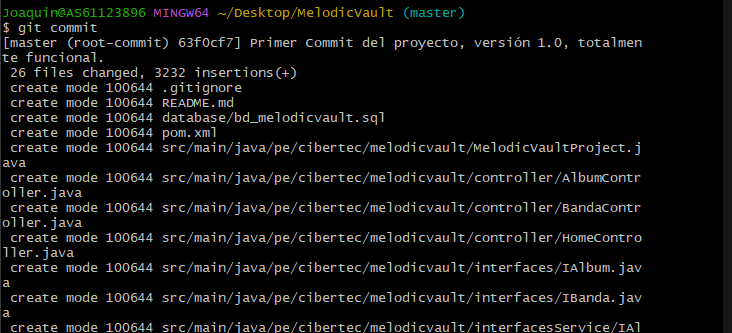 Joaquin@AS61123896 MINGW64 ~/Desktop/MelodicVault (master)
$ git commit
[master (root-commit) 63f0cf7] Primer Commit del proyecto, versión 1.0, totalmen
te funcional.
 26 files changed, 3232 insertions(+)
 create mode 100644 .gitignore
 create mode 100644 README.md
 create mode 100644 database/bd_melodicvault.sql
 create mode 100644 pom.xml
 create mode 100644 src/main/java/pe/cibertec/melodicvault/MelodicVaultProject.j
ava
 create mode 100644 src/main/java/pe/cibertec/melodicvault/controller/AlbumContr
oller.java
 create mode 100644 src/main/java/pe/cibertec/melodicvault/controller/BandaContr
oller.java
 create mode 100644 src/main/java/pe/cibertec/melodicvault/controller/HomeContro
ller.java
 create mode 100644 src/main/java/pe/cibertec/melodicvault/interfaces/IAlbum.jav
a
 create mode 100644 src/main/java/pe/cibertec/melodicvault/interfaces/IBanda.jav
a
 create mode 100644 src/main/java/pe/cibertec/melodicvault/interfacesService/IAl